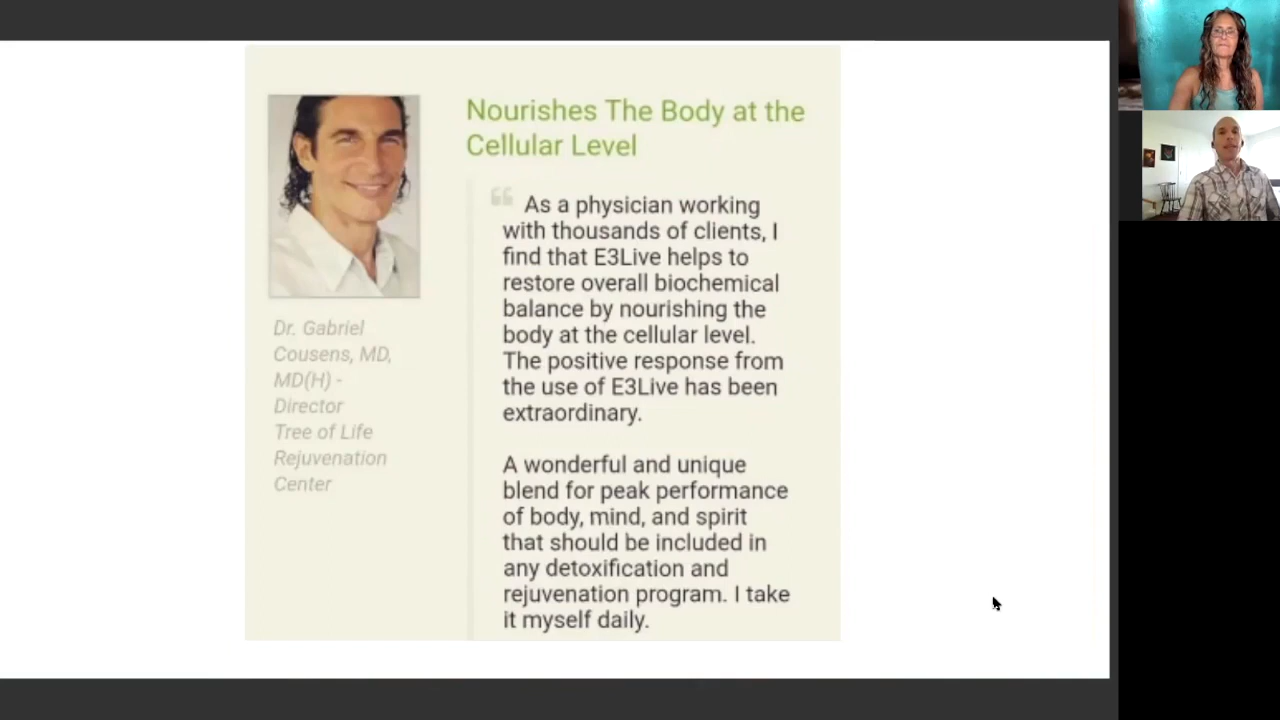 Nourishes The Body at the
Cellular Level
“ As a physician working
with thousands of clients, I
find that E3Live helps to
restore overall biochemical
balance by nourishing the
body at the cellular level.
The positive response from
the use of E3Live has been
extraordinary.
A wonderful and unique
blend for peak performance
of body, mind, and spirit
that should be included in
any detoxification and
rejuvenation program. I take
it myself daily.
Dr. Gabriel
Cousens, MD,
MD(H) -
Director
Tree of Life
Rejuvenation
Center